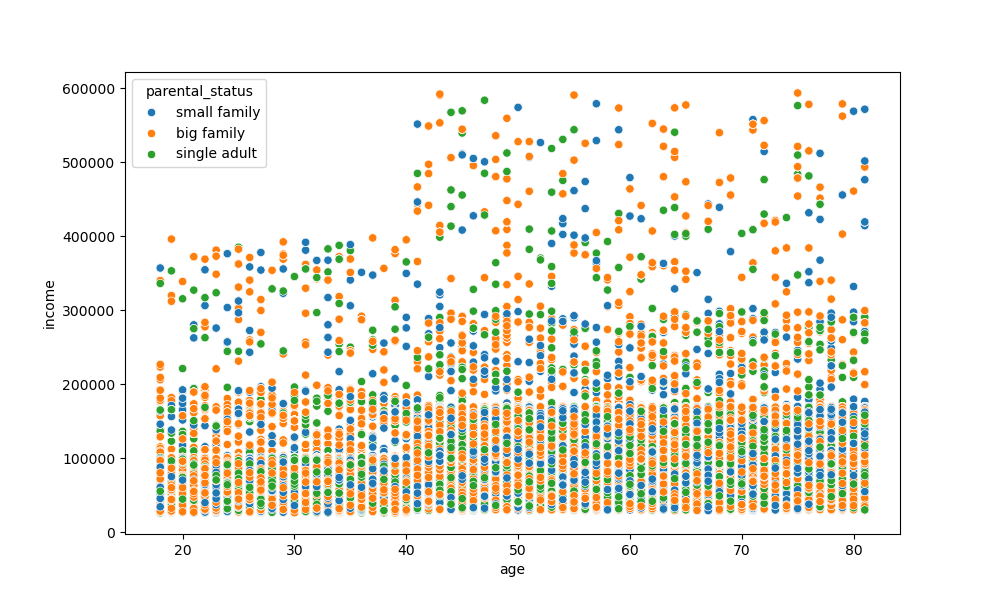 parental_status
small family
big family
single adult
600000
500000
400000
300000
200000
100000
0
income
20 30 40 50 60 70 80
age